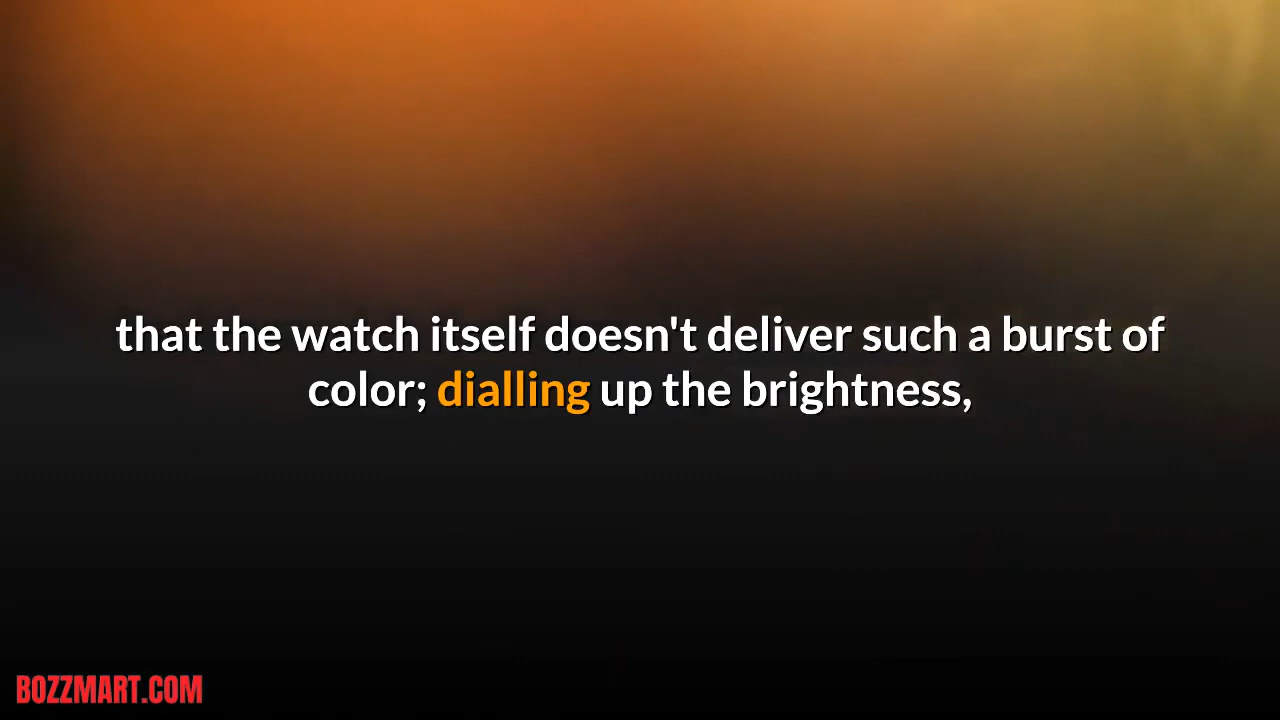 that the watch itself doesn't deliver such a burst of
color; dialling up the brightness,
BOZZMART.COM